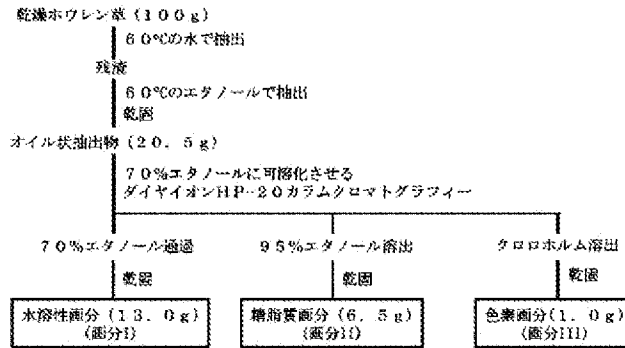 乾燥ホウレン草(100g)
60℃の水で抽出
残渣
60℃のエタノールで抽出
乾固
オイル状抽出物(20.5g)
70%エタノールに可溶化させる
ダイヤイオンHP-20カラムクロマトグラフィー
70%エタノール通過 95%エタノール溶出 クロロホルム溶出
乾固 乾固 乾固
水溶性画分(13.0g) 糖脂質画分(6.5g) 色素画分(1.0g)
(画分I) (画分II) (画分III)